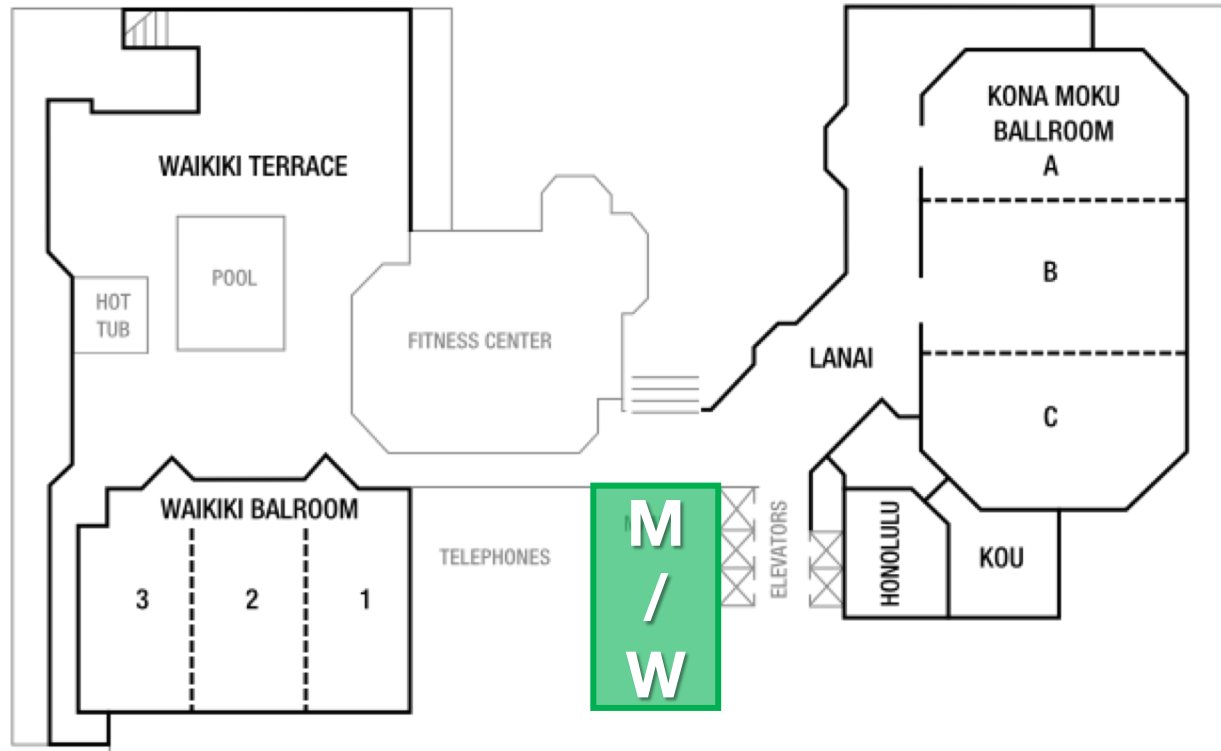 WAIKIKI TERRACE
POOL
HOT
TUB
FITNESS CENTER
KONA MOKU
BALLROOM
A
B
C
LANAI
WAIKIKI BALROOM
3
2
1
TELEPHONES
M
/
W
ELEVATORS
HONOLULU
KOU